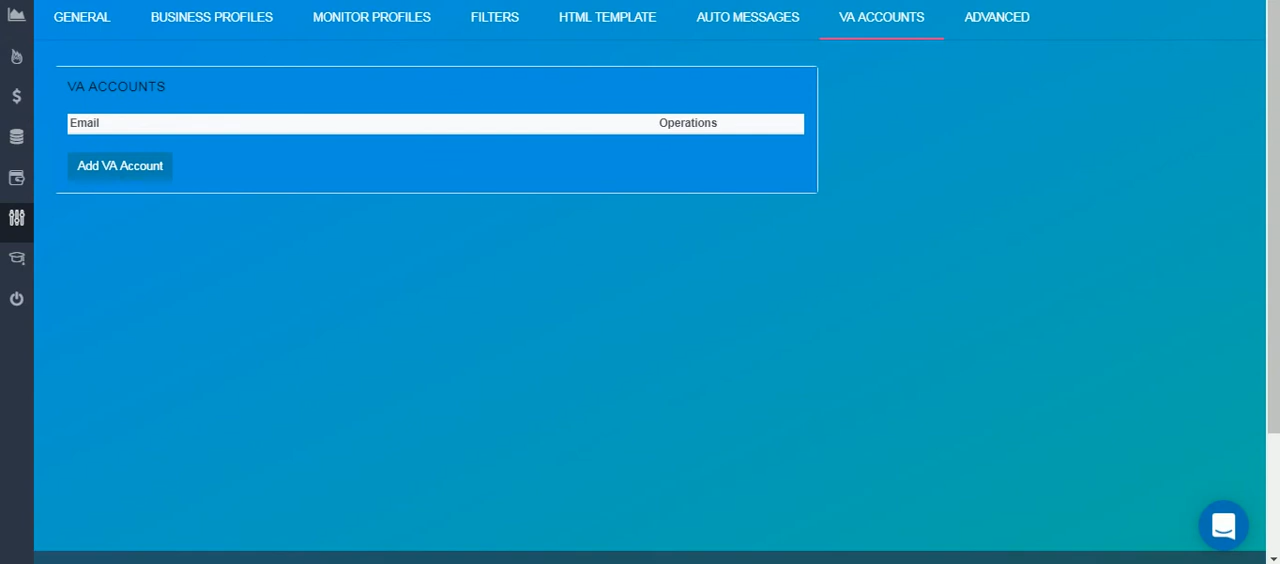 GENERAL BUSINESS PROFILES MONITOR PROFILES FILTERS HTML TEMPLATE AUTO MESSAGES VA ACCOUNTS ADVANCED
VA ACCOUNTS
Email Operations
Add VA Account